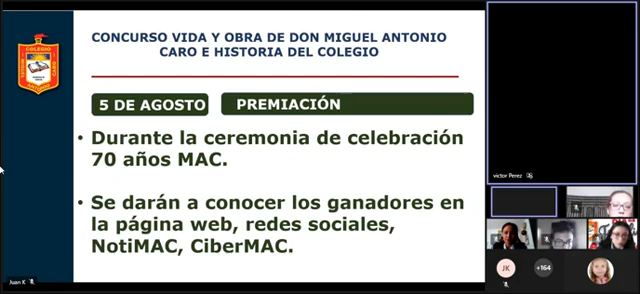 CONCURSO VIDA Y OBRA DE DON MIGUEL ANTONIO
CARO E HISTORIA DEL COLEGIO
5 DE AGOSTO
PREMIACIÓN
• Durante la ceremonia de celebración
70 años MAC.
• Se darán a conocer los ganadores en
la página web, redes sociales,
NotiMAC, CiberMAC.
Juan K
victor Perez
JK
+164
COLEGIO